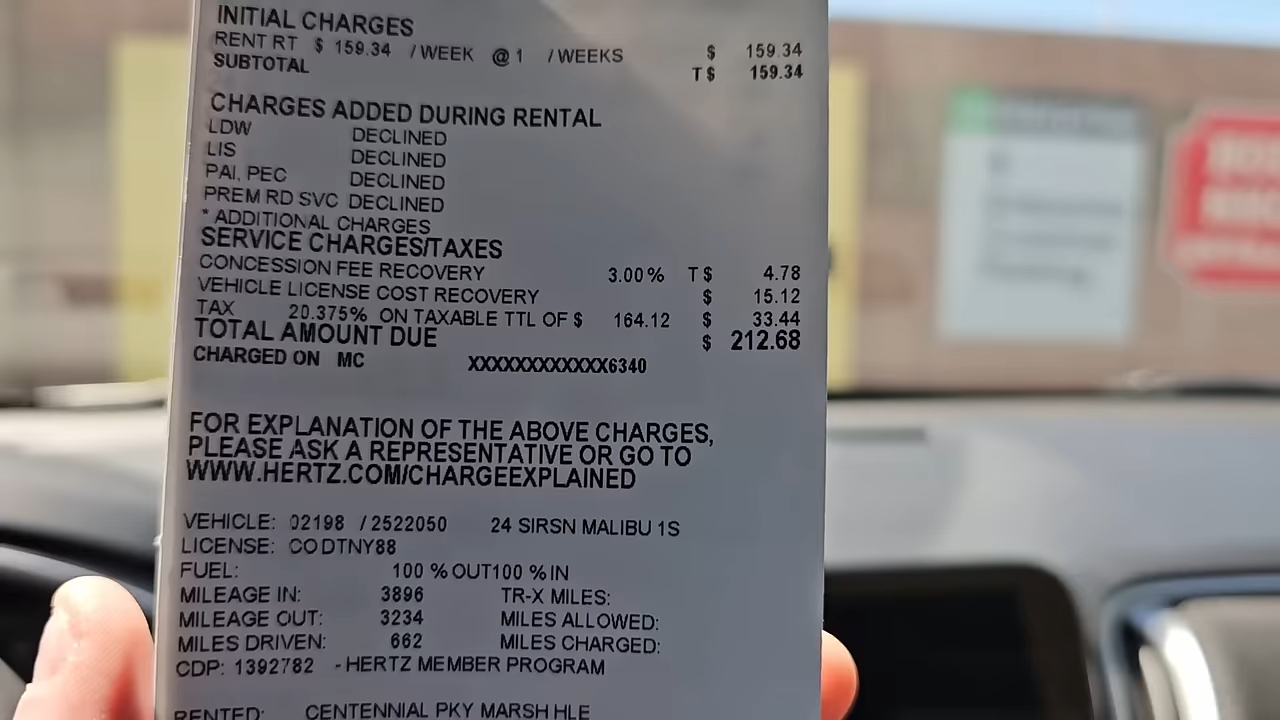 INITIAL CHARGES
RENT RT $ 159.34 /WEEK @ 1 /WEEKS $ 159.34
SUBTOTAL T $ 159.34
CHARGES ADDED DURING RENTAL
LDW DECLINED
LIS DECLINED
PAI, PEC DECLINED
PREM RD SVC DECLINED
* ADDITIONAL CHARGES
SERVICE CHARGES/TAXES
CONCESSION FEE RECOVERY 3.00 % T $ 4.78
VEHICLE LICENSE COST RECOVERY $ 15.12
TAX 20.375% ON TAXABLE TTL OF $ 164.12 $ 33.44
TOTAL AMOUNT DUE $ 212.68
CHARGED ON MC XXXXXXXXXXXX6340
FOR EXPLANATION OF THE ABOVE CHARGES,
PLEASE ASK A REPRESENTATIVE OR GO TO
WWW.HERTZ.COM/CHARGEEXPLAINED
VEHICLE: 02198 / 2522050 24 SIRSN MALIBU 1S
LICENSE: CO DTNY88
FUEL: 100 % OUT100 % IN
MILEAGE IN: 3896 TR-X MILES:
MILEAGE OUT: 3234 MILES ALLOWED:
MILES DRIVEN: 662 MILES CHARGED:
CDP: 1392782 - HERTZ MEMBER PROGRAM
RENTED: CENTENNIAL PKY MARSH HLE